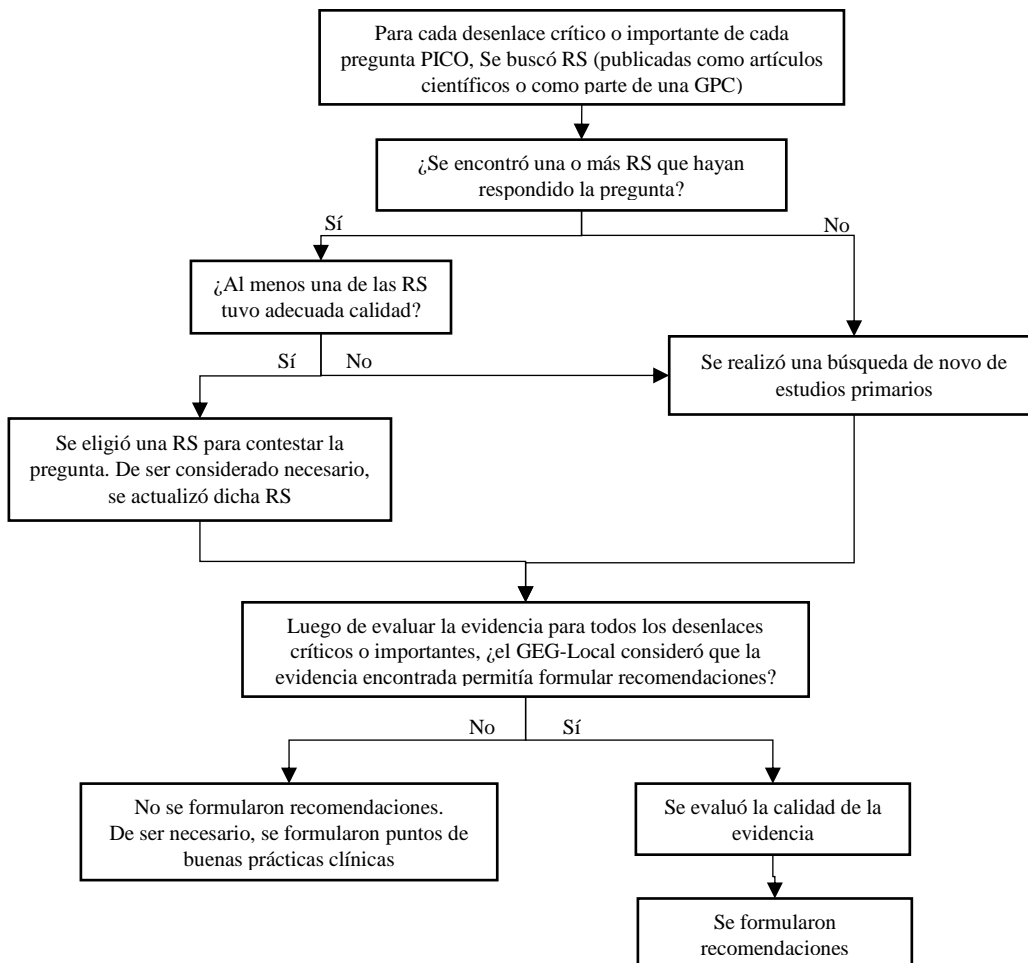 Para cada desenlace crítico o importante de cada
pregunta PICO, Se buscó RS (publicadas como artículos
científicos o como parte de una GPC)
¿Se encontró una o más RS que hayan
respondido la pregunta?
Sí
No
¿Al menos una de las RS
tuvo adecuada calidad?
Sí
No
Se realizó una búsqueda de novo de
estudios primarios
Se eligió una RS para contestar la
pregunta. De ser considerado necesario,
se actualizó dicha RS
Luego de evaluar la evidencia para todos los desenlaces
críticos o importantes, ¿el GEG-Local consideró que la
evidencia encontrada permitía formular recomendaciones?
No
Sí
No se formularon recomendaciones.
De ser necesario, se formularon puntos de
buenas prácticas clínicas
Se evaluó la calidad de la
evidencia
Se formularon
recomendaciones